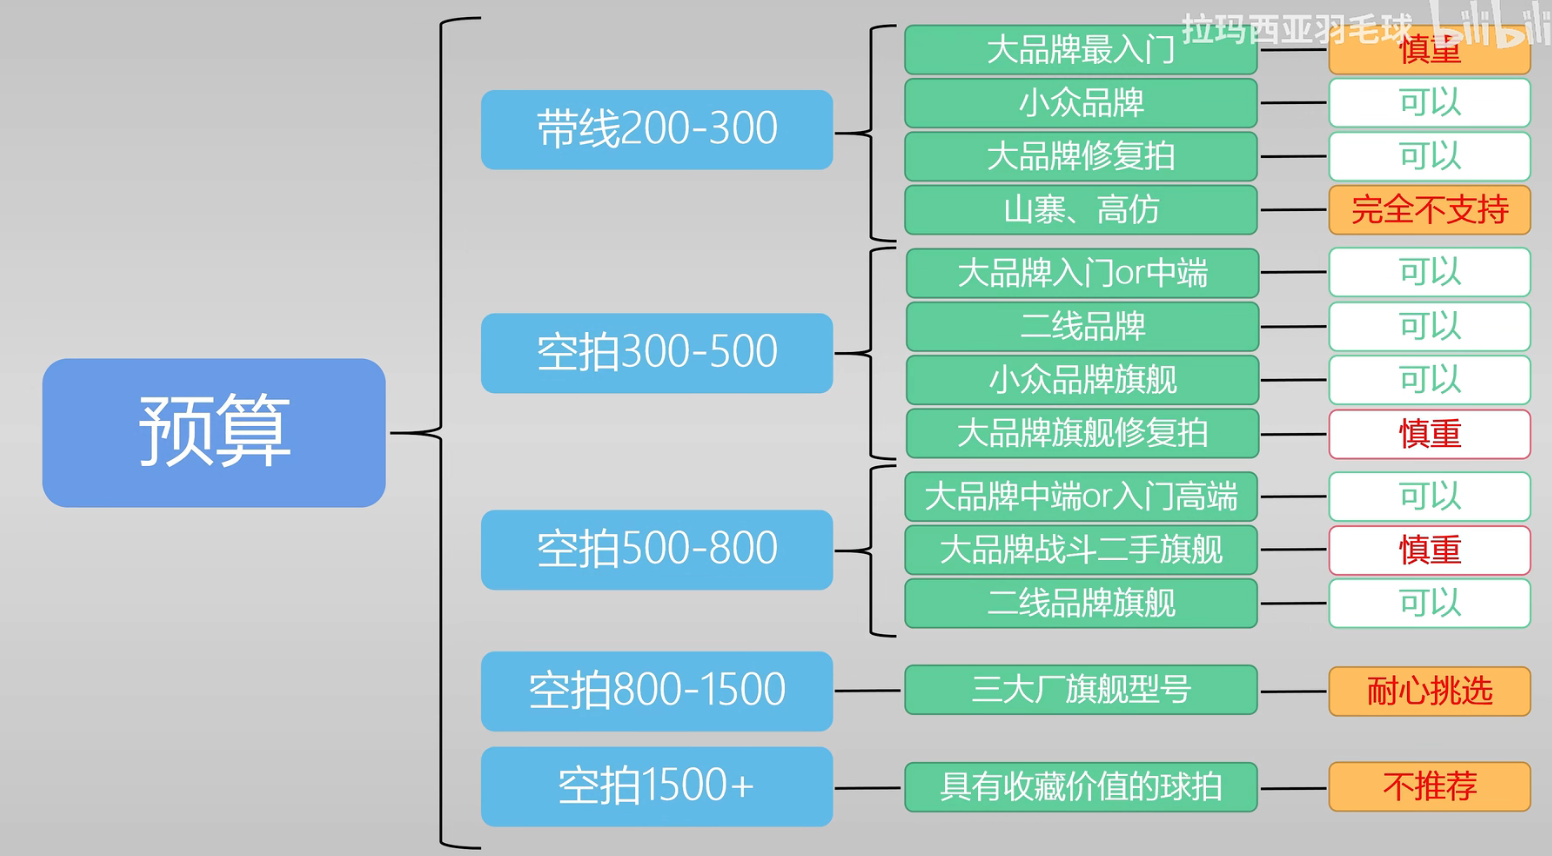 拉玛西亚羽毛球 bilibili
预算
带线200-300
大品牌最入门 慎重
小众品牌 可以
大品牌修复拍 可以
山寨、高仿 完全不支持
空拍300-500
大品牌入门or中端 可以
二线品牌 可以
小众品牌旗舰 可以
大品牌旗舰修复拍 慎重
空拍500-800
大品牌中端or入门高端 可以
大品牌战斗二手旗舰 慎重
二线品牌旗舰 可以
空拍800-1500
三大厂旗舰型号 耐心挑选
空拍1500+
具有收藏价值的球拍 不推荐